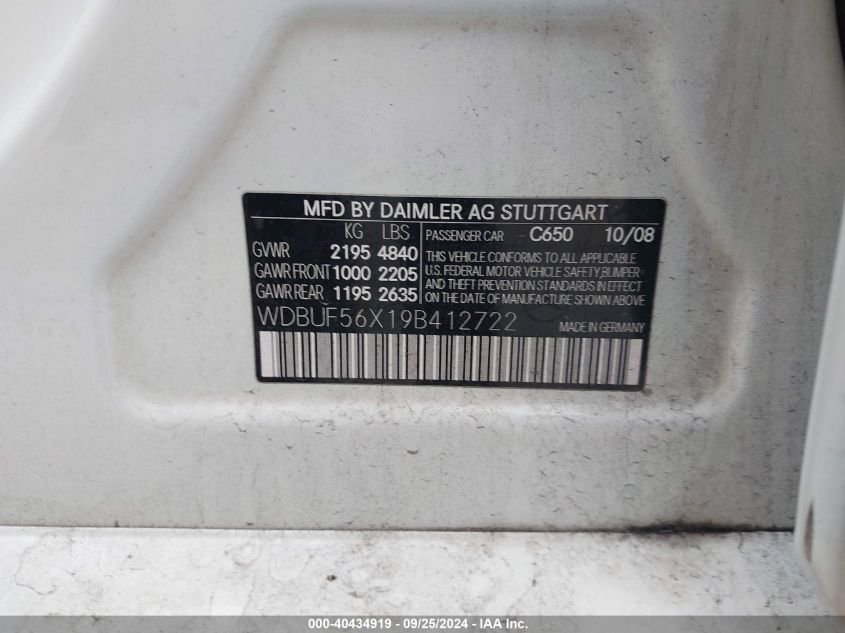 MFD BY DAIMLER AG STUTTGART
KG LBS
GVWR 2195 4840
GAWR FRONT 1000 2205
GAWR REAR 1195 2635
PASSENGER CAR C650 10/08
THIS VEHICLE CONFORMS TO ALL APPLICABLE
U.S. FEDERAL MOTOR VEHICLE SAFETY, BUMPER
AND THEFT PREVENTION STANDARDS IN EFFECT
ON THE DATE OF MANUFACTURE SHOWN ABOVE.
WDBUF56X19B412722 MADE IN GERMANY
000-40434919 - 09/25/2024 - IAA Inc.